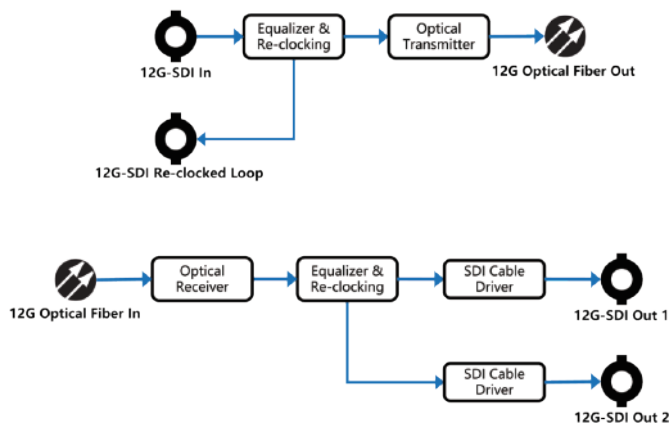 Equalizer &
Re-clocking
Optical
Transmitter
12G-SDI In
12G Optical Fiber Out
12G-SDI Re-clocked Loop
Optical
Receiver
Equalizer &
Re-clocking
SDI Cable
Driver
12G Optical Fiber In
12G-SDI Out 1
SDI Cable
Driver
12G-SDI Out 2